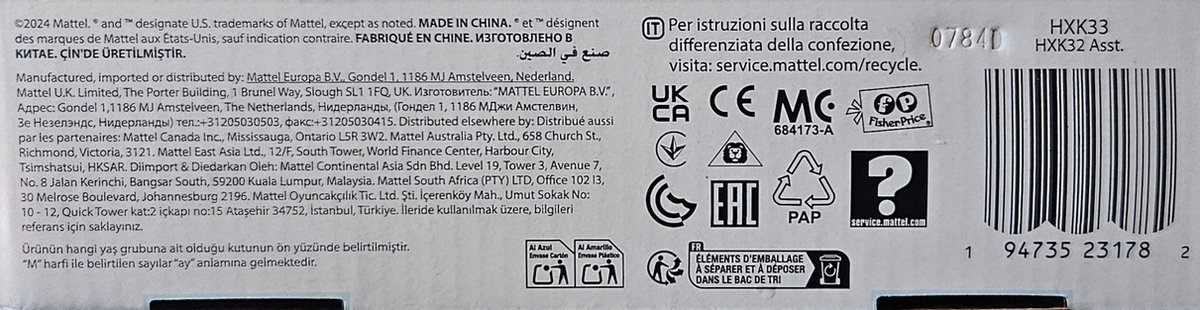 ©2024 Mattel. ® and ™ designate U.S. trademarks of Mattel, except as noted. MADE IN CHINA. ® et ™ désignent
des marques de Mattel aux États-Unis, sauf indication contraire. FABRIQUÉ EN CHINE. ИЗГОТОВЛЕНО В
КИТАЕ. ÇİN'DE ÜRETİLMİŞTİR. صنع في الصين.
Manufactured, imported or distributed by: Mattel Europa B.V., Gondel 1, 1186 MJ Amstelveen, Nederland.
Mattel U.K. Limited, The Porter Building, 1 Brunel Way, Slough SL1 1FQ, UK. Изготовитель: "MATTEL EUROPA B.V.",
Адрес: Gondel 1,1186 MJ Amstelveen, The Netherlands, Нидерланды, (Гондел 1, 1186 МДжи Амстелвин,
Зе Незелэндс, Нидерланды) тел.:+31205030503, факс:+31205030415. Distributed elsewhere by: Distribué aussi
par les partenaires: Mattel Canada Inc., Mississauga, Ontario L5R 3W2. Mattel Australia Pty. Ltd., 658 Church St.,
Richmond, Victoria, 3121. Mattel East Asia Ltd., 12/F, South Tower, World Finance Center, Harbour City,
Tsimshatsui, HKSAR. Diimport & Diedarkan Oleh: Mattel Continental Asia Sdn Bhd. Level 19, Tower 3, Avenue 7,
No. 8 Jalan Kerinchi, Bangsar South, 59200 Kuala Lumpur, Malaysia. Mattel South Africa (PTY) LTD, Office 102 I3,
30 Melrose Boulevard, Johannesburg 2196. Mattel Oyuncakçılık Tic. Ltd. Şti. İçerenköy Mah., Umut Sokak No:
10 - 12, Quick Tower kat:2 içkapı no:15 Ataşehir 34752, İstanbul, Türkiye. İleride kullanılmak üzere, bilgileri
referans için saklayınız.
Ürünün hangi yaş grubuna ait olduğu kutunun ön yüzünde belirtilmiştir.
"M" harfi ile belirtilen sayılar "ay" anlamına gelmektedir.
Al Azul
Envase Cartón
Al Amarillo
Envase Plástico
IT Per istruzioni sulla raccolta
differenziata della confezione,
visita: service.mattel.com/recycle.
0784D
UK
CA
CE
MC
684173-A
FP
Fisher-Price
EAC
PAP
?
service.mattel.com
FR
ÉLÉMENTS D'EMBALLAGE
À SÉPARER ET À DÉPOSER
DANS LE BAC DE TRI
HXK33
HXK32 Asst.
1 94735 23178 2